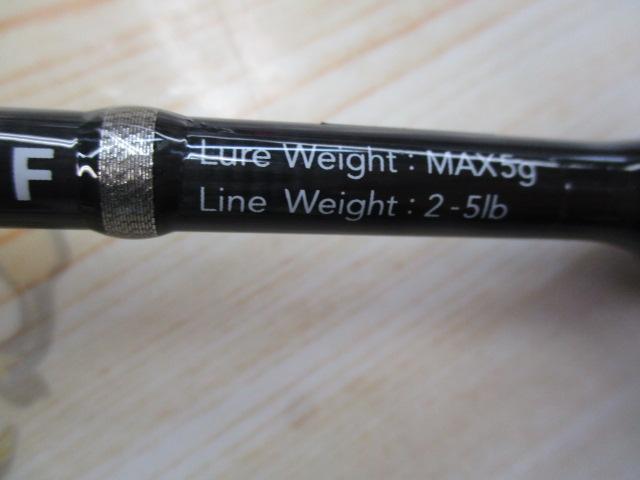 F
Lure Weight : MAX5g
Line Weight : 2-5lb